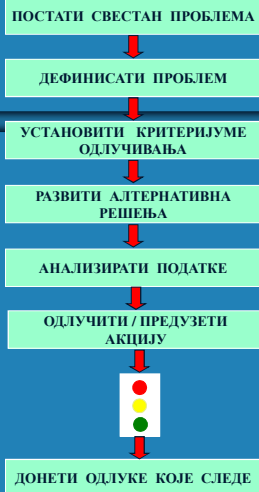 ПОСТАТИ СВЕСТАН ПРОБЛЕМА
ДЕФИНИСАТИ ПРОБЛЕМ
УСТАНОВИТИ КРИТЕРИЈУМЕ
ОДЛУЧИВАЊА
РАЗВИТИ АЛТЕРНАТИВНА
РЕШЕЊА
АНАЛИЗИРАТИ ПОДАТКЕ
ОДЛУЧИТИ / ПРЕДУЗЕТИ
АКЦИЈУ
ДОНЕТИ ОДЛУКЕ КОЈЕ СЛЕДЕ